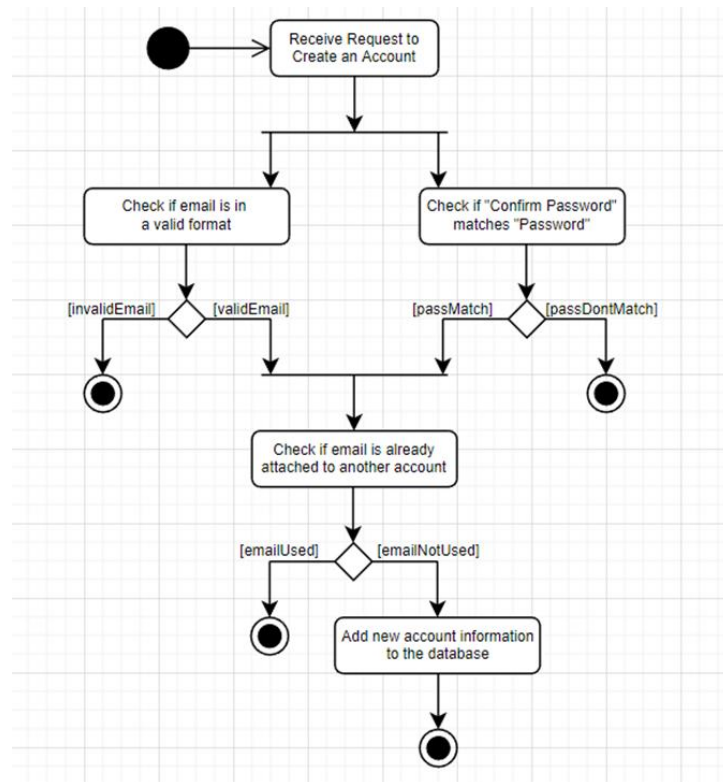 Receive Request to
Create an Account
Check if email is in
a valid format
Check if "Confirm Password"
matches "Password"
[invalidEmail]
[validEmail]
[passMatch]
[passDontMatch]
Check if email is already
attached to another account
[emailUsed]
[emailNotUsed]
Add new account information
to the database